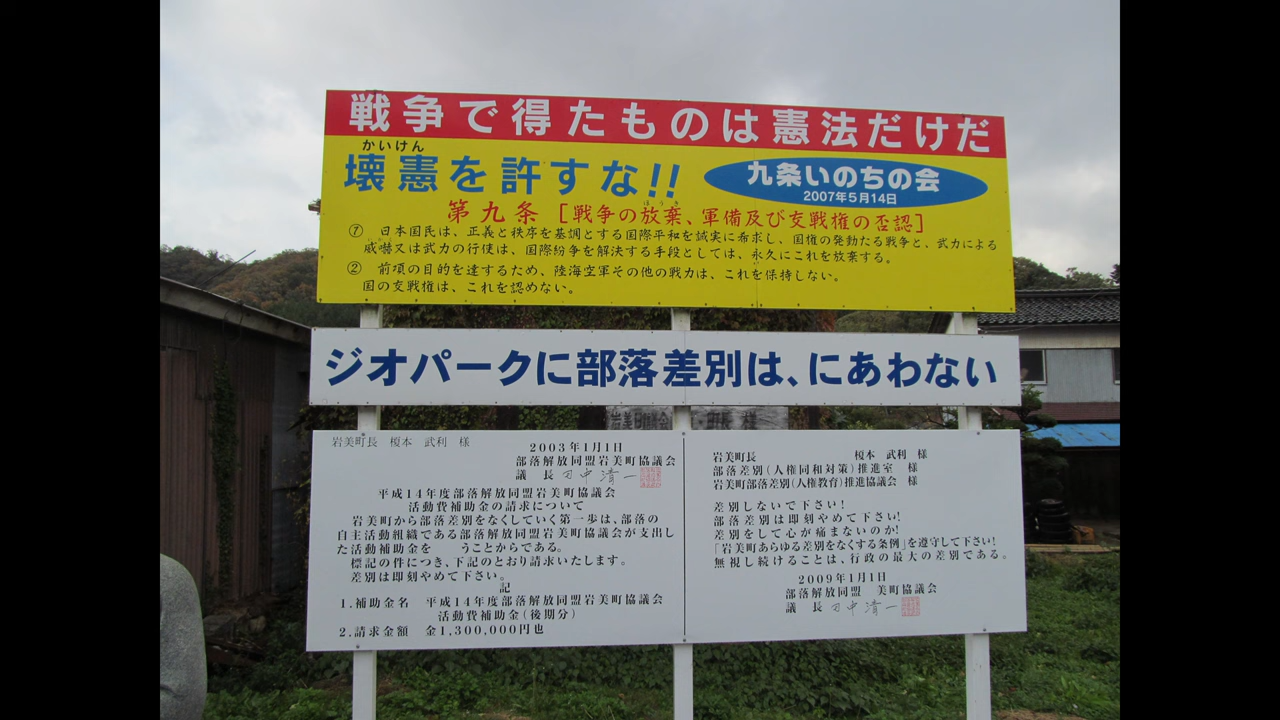 戦争で得たものは憲法だけだ
かいけん
壊憲を許すな!!
九条いのちの会
2007年5月14日
ほうき
第九条［戦争の放棄、軍備及び交戦権の否認］
① 日本国民は、正義と秩序を基調とする国際平和を誠実に希求し、国権の発動たる戦争と、武力による
威嚇又は武力の行使は、国際紛争を解決する手段としては、永久にこれを放棄する。
② 前項の目的を達するため、陸海空軍その他の戦力は、これを保持しない。
国の交戦権は、これを認めない。
ジオパークに部落差別は、にあわない
岩美町長 榎本 武利 様
2003年1月1日
部落解放同盟岩美町協議会
議 長 田中清一
平成14年度部落解放同盟岩美町協議会
活動費補助金の請求について
岩美町から部落差別をなくしていく第一歩は、部落の
自主活動組織である部落解放同盟岩美町協議会が支出し
た活動補助金を うことからである。
標記の件につき、下記のとおり請求いたします。
差別は即刻やめて下さい。
記
1.補助金名 平成14年度部落解放同盟岩美町協議会
活動費補助金(後期分)
2.請求金額 金1,300,000円也
岩美町長 榎本 武利 様
部落差別(人権同和対策)推進室 様
岩美町部落差別(人権教育)推進協議会 様
差別しないで下さい!
部落差別は即刻やめて下さい!
差別をして心が痛まないのか!
「岩美町あらゆる差別をなくする条例」を遵守して下さい!
無視し続けることは、行政の最大の差別である。
2009年1月1日
部落解放同盟 美町協議会
議 長 田中清一